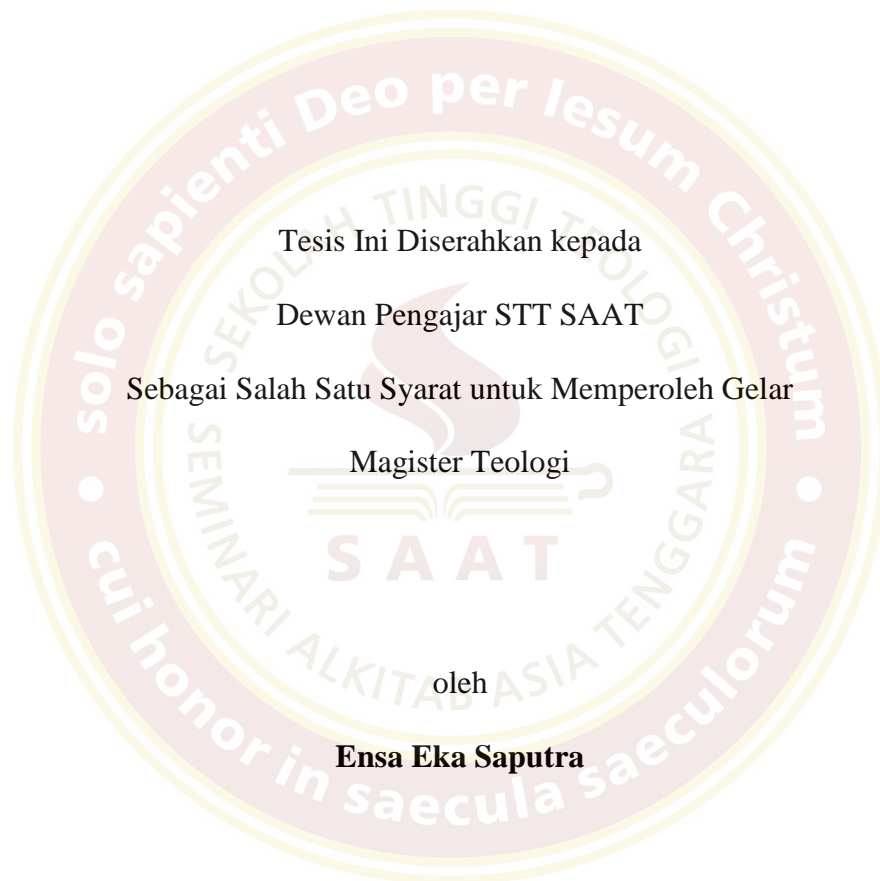 Tesis Ini Diserahkan kepada
Dewan Pengajar STT SAAT
Sebagai Salah Satu Syarat untuk Memperoleh Gelar
Magister Teologi
oleh
Ensa Eka Saputra
solo sapienti Deo per Iesum Christum
cui honor in saecula saeculorum
SEKOLAH TINGGI TEOLOGI
SEMINARI ALKITAB ASIA TENGGARA
SAAT